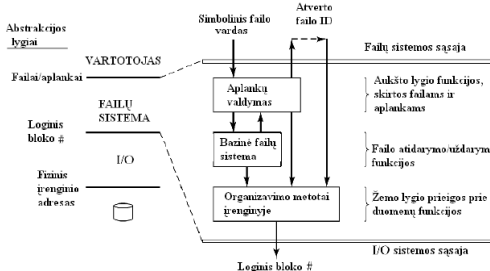 Simbolinis failo
vardas
Atverto
failo ID
Abstrakcijos
lygiai
VARTOTOJAS
Failų sistemos sąsaja
Failai/aplankai
Aplankų
valdymas
Aukšto lygio funkcijos,
skirtos failams ir
aplankams
FAILŲ
SISTEMA
Loginis
bloko #
Bazinė failų
sistema
Failo atidarymo/uždarym
funkcijos
I/O
Fizinis
įrenginio
adresas
Organizavimo metotai
įrenginyje
Žemo lygio prieigos prie
duomenų funkcijos
I/O sistemos sąsaja
Loginis bloko #